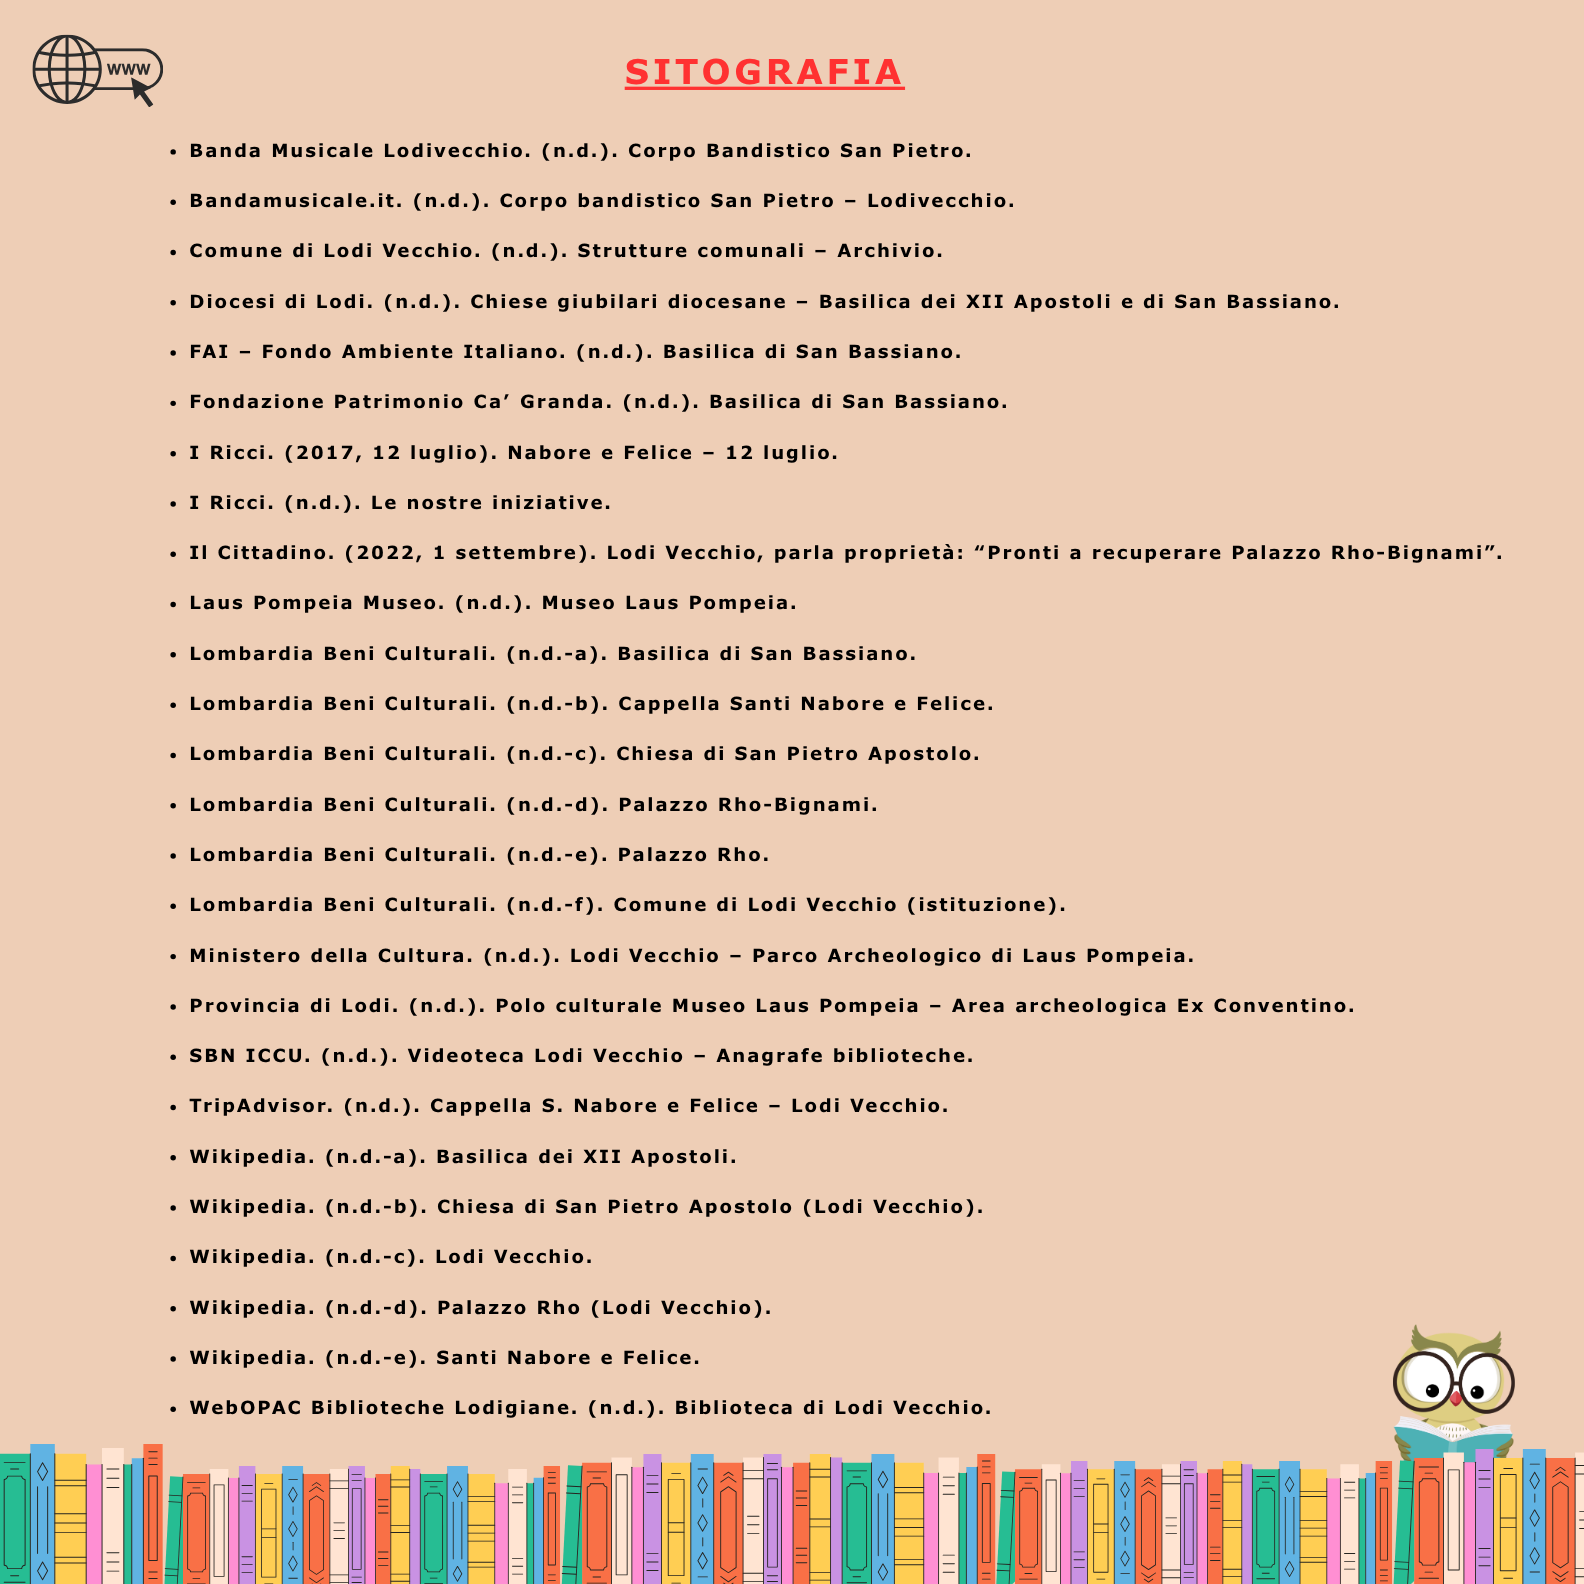 www
SITOGRAFIA
• Banda Musicale Lodivecchio. (n.d.). Corpo Bandistico San Pietro.
• Bandamusicale.it. (n.d.). Corpo bandistico San Pietro – Lodivecchio.
• Comune di Lodi Vecchio. (n.d.). Strutture comunali – Archivio.
• Diocesi di Lodi. (n.d.). Chiese giubilari diocesane – Basilica dei XII Apostoli e di San Bassiano.
• FAI – Fondo Ambiente Italiano. (n.d.). Basilica di San Bassiano.
• Fondazione Patrimonio Ca’ Granda. (n.d.). Basilica di San Bassiano.
• I Ricci. (2017, 12 luglio). Nabore e Felice – 12 luglio.
• I Ricci. (n.d.). Le nostre iniziative.
• Il Cittadino. (2022, 1 settembre). Lodi Vecchio, parla proprietà: “Pronti a recuperare Palazzo Rho-Bignami”.
• Laus Pompeia Museo. (n.d.). Museo Laus Pompeia.
• Lombardia Beni Culturali. (n.d.-a). Basilica di San Bassiano.
• Lombardia Beni Culturali. (n.d.-b). Cappella Santi Nabore e Felice.
• Lombardia Beni Culturali. (n.d.-c). Chiesa di San Pietro Apostolo.
• Lombardia Beni Culturali. (n.d.-d). Palazzo Rho-Bignami.
• Lombardia Beni Culturali. (n.d.-e). Palazzo Rho.
• Lombardia Beni Culturali. (n.d.-f). Comune di Lodi Vecchio (istituzione).
• Ministero della Cultura. (n.d.). Lodi Vecchio – Parco Archeologico di Laus Pompeia.
• Provincia di Lodi. (n.d.). Polo culturale Museo Laus Pompeia – Area archeologica Ex Conventino.
• SBN ICCU. (n.d.). Videoteca Lodi Vecchio – Anagrafe biblioteche.
• TripAdvisor. (n.d.). Cappella S. Nabore e Felice – Lodi Vecchio.
• Wikipedia. (n.d.-a). Basilica dei XII Apostoli.
• Wikipedia. (n.d.-b). Chiesa di San Pietro Apostolo (Lodi Vecchio).
• Wikipedia. (n.d.-c). Lodi Vecchio.
• Wikipedia. (n.d.-d). Palazzo Rho (Lodi Vecchio).
• Wikipedia. (n.d.-e). Santi Nabore e Felice.
• WebOPAC Biblioteche Lodigiane. (n.d.). Biblioteca di Lodi Vecchio.